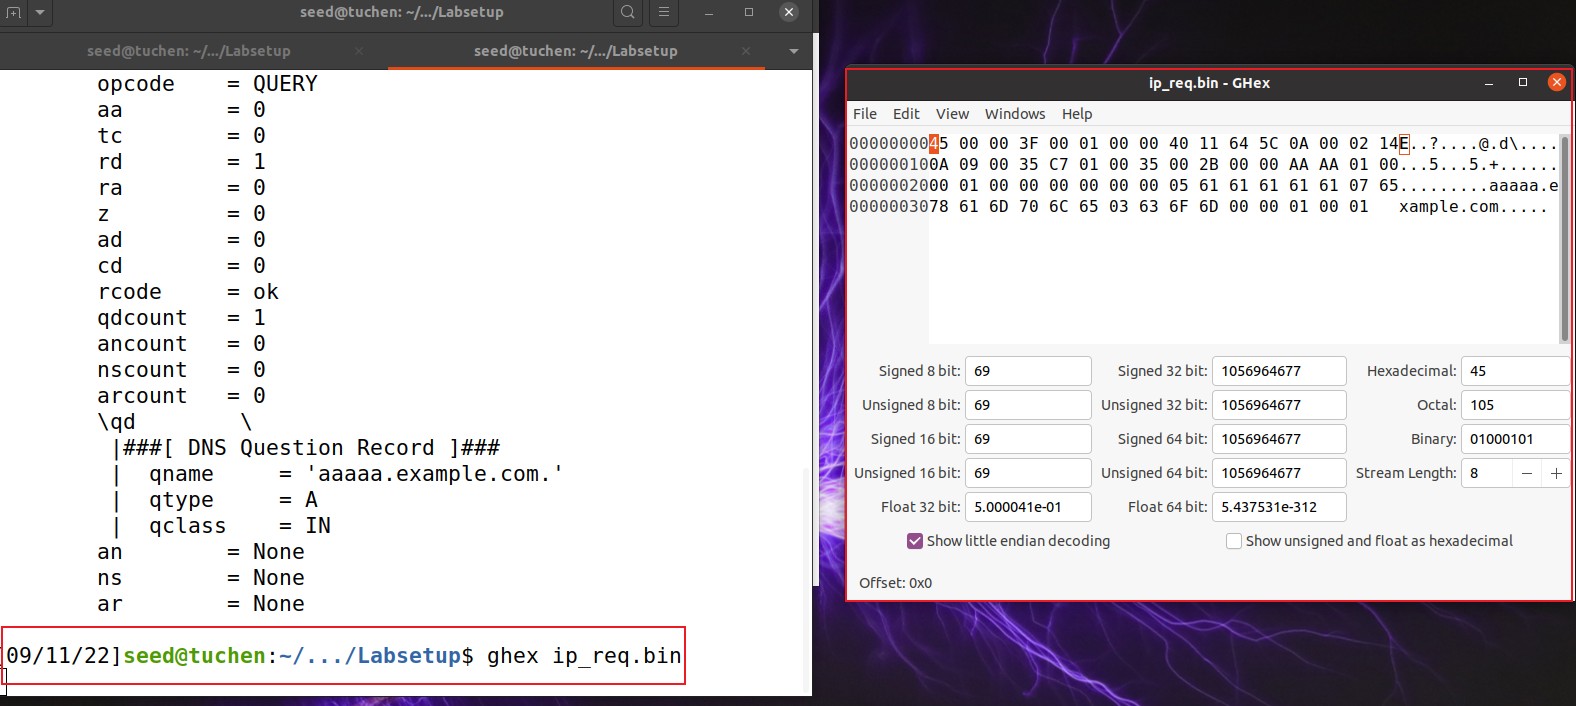 seed@tuchen: ~/.../Labsetup
seed@tuchen: ~/.../Labsetup × seed@tuchen: ~/.../Labsetup ×
opcode = QUERY
aa = 0
tc = 0
rd = 1
ra = 0
z = 0
ad = 0
cd = 0
rcode = ok
qdcount = 1
ancount = 0
nscount = 0
arcount = 0
\qd \
|###[ DNS Question Record ]###
| qname = 'aaaaa.example.com.'
| qtype = A
| qclass = IN
an = None
ns = None
ar = None
09/11/22]seed@tuchen:~/.../Labsetup$ ghex ip_req.bin
ip_req.bin - GHex
File Edit View Windows Help
00000000 45 00 00 3F 00 01 00 00 40 11 64 5C 0A 00 02 14 E..?....@.d\....
00000010 0A 09 00 35 C7 01 00 35 00 2B 00 00 AA AA 01 00 ...5...5.+......
00000020 00 01 00 00 00 00 00 00 05 61 61 61 61 61 07 65 .........aaaaa.e
00000030 78 61 6D 70 6C 65 03 63 6F 6D 00 00 01 00 01 xample.com.....
Signed 8 bit: 69 Signed 32 bit: 1056964677 Hexadecimal: 45
Unsigned 8 bit: 69 Unsigned 32 bit: 1056964677 Octal: 105
Signed 16 bit: 69 Signed 64 bit: 1056964677 Binary: 01000101
Unsigned 16 bit: 69 Unsigned 64 bit: 1056964677 Stream Length: 8 − +
Float 32 bit: 5.000041e-01 Float 64 bit: 5.437531e-312
Show little endian decoding Show unsigned and float as hexadecimal
Offset: 0x0